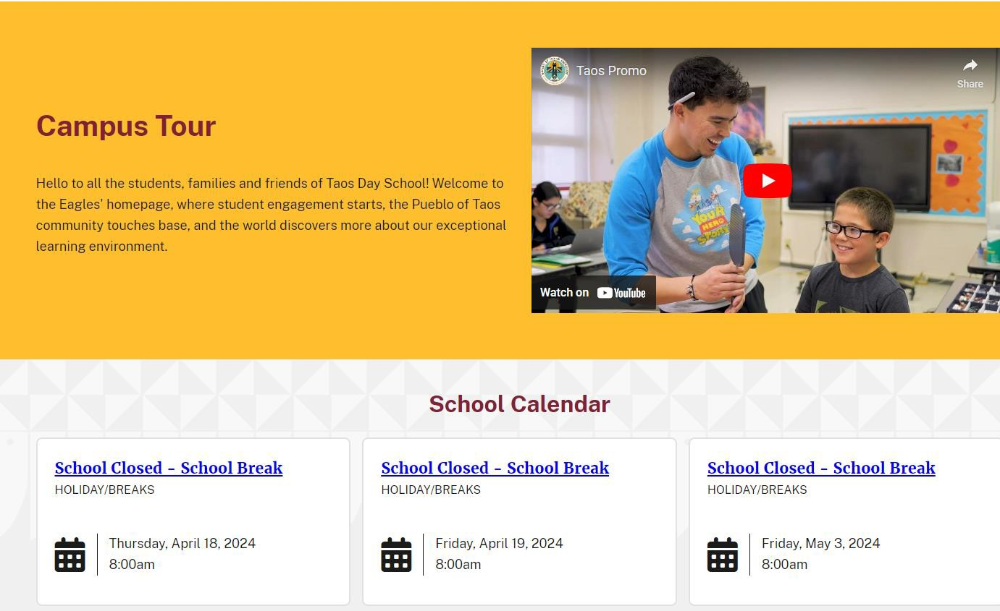 Taos Promo
Share
Campus Tour
Hello to all the students, families and friends of Taos Day School! Welcome to
the Eagles' homepage, where student engagement starts, the Pueblo of Taos
community touches base, and the world discovers more about our exceptional
learning environment.
YOUR
HERO
STORY
Watch on YouTube
School Calendar
School Closed - School Break
HOLIDAY/BREAKS
Thursday, April 18, 2024
8:00am
School Closed - School Break
HOLIDAY/BREAKS
Friday, April 19, 2024
8:00am
School Closed - School Break
HOLIDAY/BREAKS
Friday, May 3, 2024
8:00am